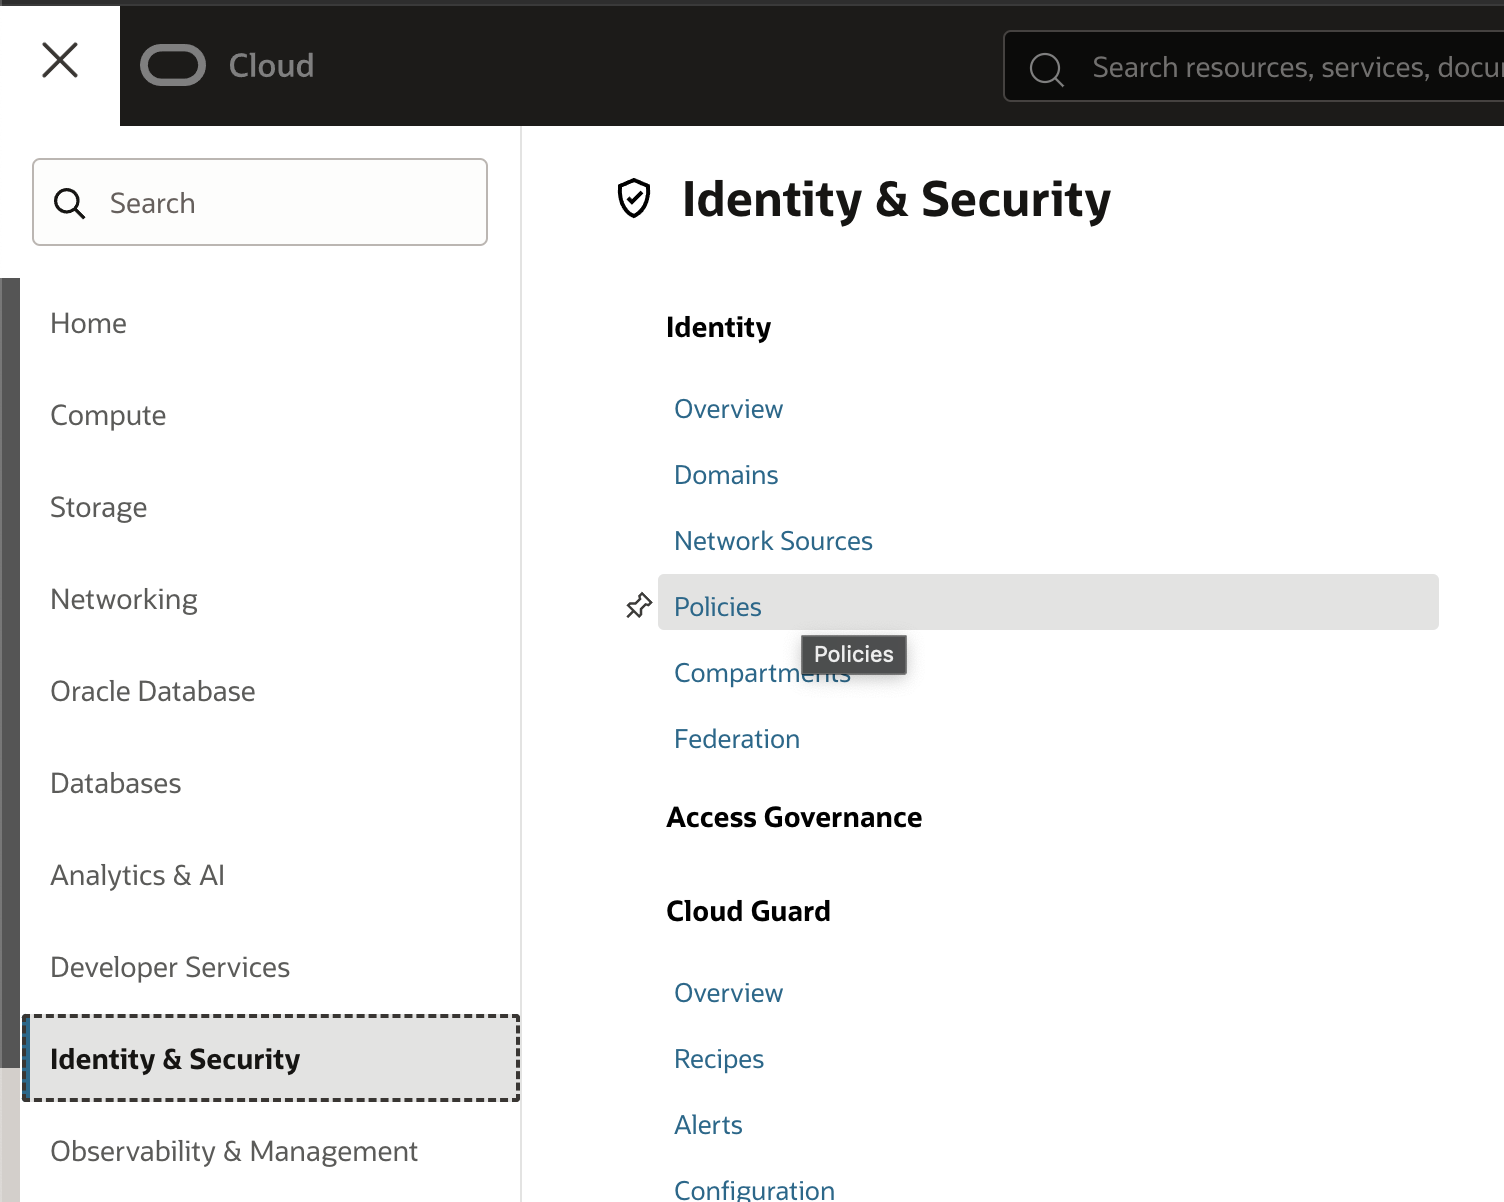 Cloud
Search resources, services, docu
Search
Home
Compute
Storage
Networking
Oracle Database
Databases
Analytics & AI
Developer Services
Identity & Security
Observability & Management
Identity & Security
Identity
Overview
Domains
Network Sources
Policies
Policies
Compartments
Federation
Access Governance
Cloud Guard
Overview
Recipes
Alerts
Configuration